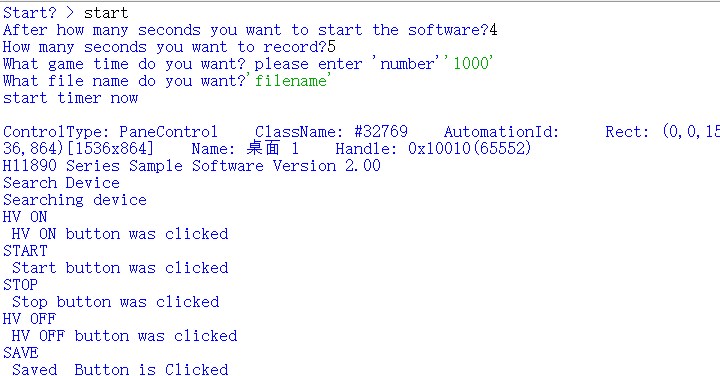 Start? > start
After how many seconds you want to start the software?4
How many seconds you want to record?5
What game time do you want? please enter 'number''1000'
What file name do you want?'filename'
start timer now
ControlType: PaneControl    ClassName: #32769    AutomationId:     Rect: (0,0,15
36,864)[1536x864]    Name: 桌面 1    Handle: 0x10010(65552)
H11890 Series Sample Software Version 2.00
Search Device
Searching device
HV ON
HV ON button was clicked
START
Start button was clicked
STOP
Stop button was clicked
HV OFF
HV OFF button was clicked
SAVE
Saved  Button is Clicked